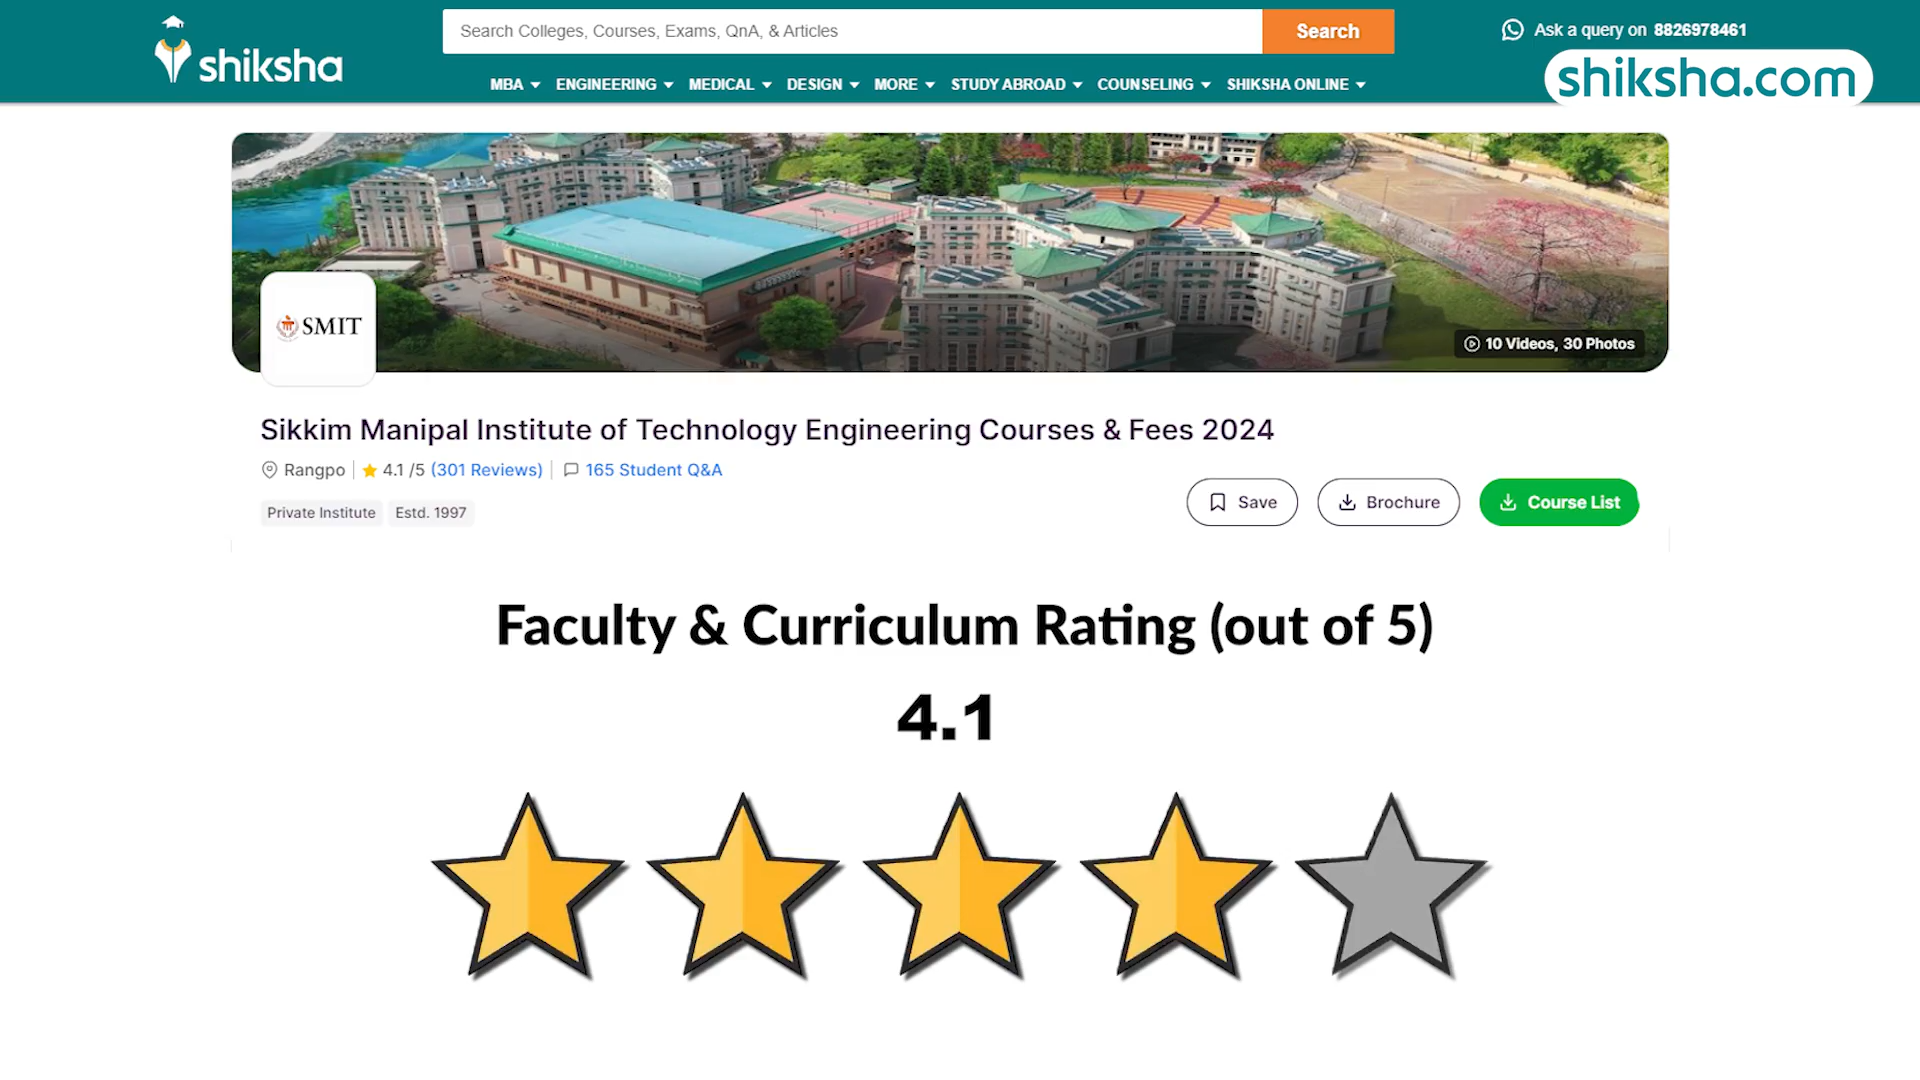 shiksha
Search Colleges, Courses, Exams, QnA, & Articles
Search
Ask a query on 8826978461
shiksha.com
MBA ENGINEERING MEDICAL DESIGN MORE STUDY ABROAD COUNSELING SHIKSHA ONLINE
SMIT
10 Videos, 30 Photos
Sikkim Manipal Institute of Technology Engineering Courses & Fees 2024
Rangpo 4.1 /5 (301 Reviews) 165 Student Q&A
Private Institute Estd. 1997
Save Brochure Course List
Faculty & Curriculum Rating (out of 5)
4.1